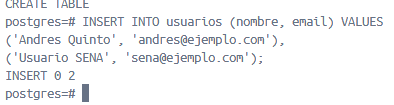 CREATE TABLE
postgres=# INSERT INTO usuarios (nombre, email) VALUES
('Andres Quinto', 'andres@ejemplo.com'),
('Usuario SENA', 'sena@ejemplo.com');
INSERT 0 2
postgres=#